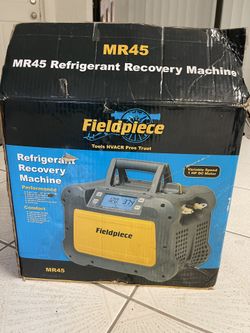 MR45
MR45 Refrigerant Recovery Machine
Fieldpiece
Tools HVACR Pros Trust
Refrigerant
Recovery
Machine
Performance
Comfort
Variable Speed
1 HP DC Motor
Fieldpiece
MR45